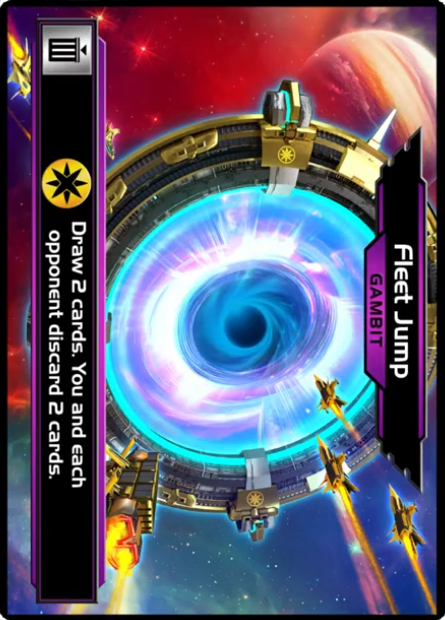 Fleet Jump
GAMBIT
Draw 2 cards. You and each
opponent discard 2 cards.